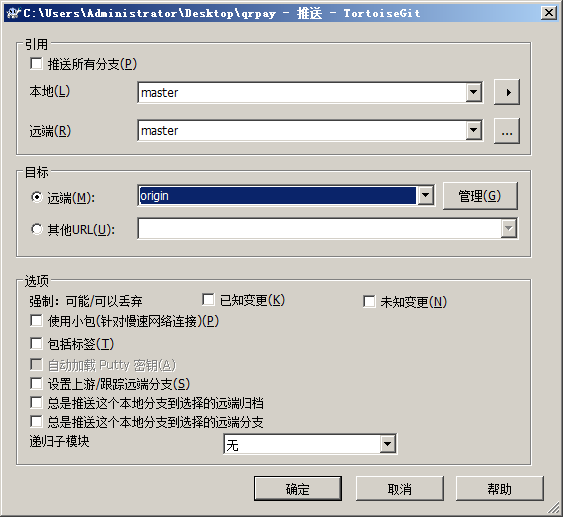 C:\Users\Administrator\Desktop\qrpay - 推送 - TortoiseGit
引用
推送所有分支(P)
本地(L)
master
远端(R)
master
...
目标
远端(M):
origin
管理(G)
其他URL(U):
选项
强制：可能/可以丢弃
已知变更(K)
未知变更(N)
使用小包(针对慢速网络连接)(P)
包括标签(T)
自动加载 Putty 密钥(A)
设置上游/跟踪远端分支(S)
总是推送这个本地分支到选择的远端归档
总是推送这个本地分支到选择的远端分支
递归子模块
无
确定
取消
帮助